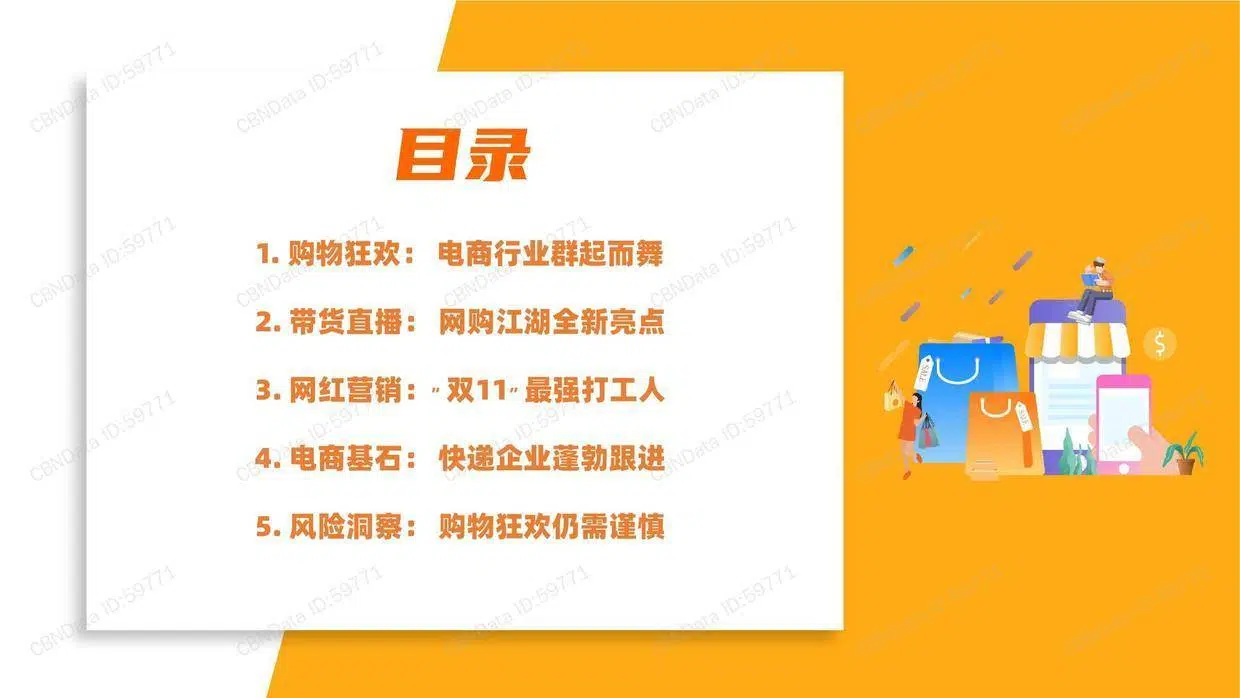 目录
1. 购物狂欢： 电商行业群起而舞
2. 带货直播： 网购江湖全新亮点
3. 网红营销：″双11″最强打工人
4. 电商基石： 快递企业蓬勃跟进
5. 风险洞察： 购物狂欢仍需谨慎
SALE
$
CBNData ID:59771